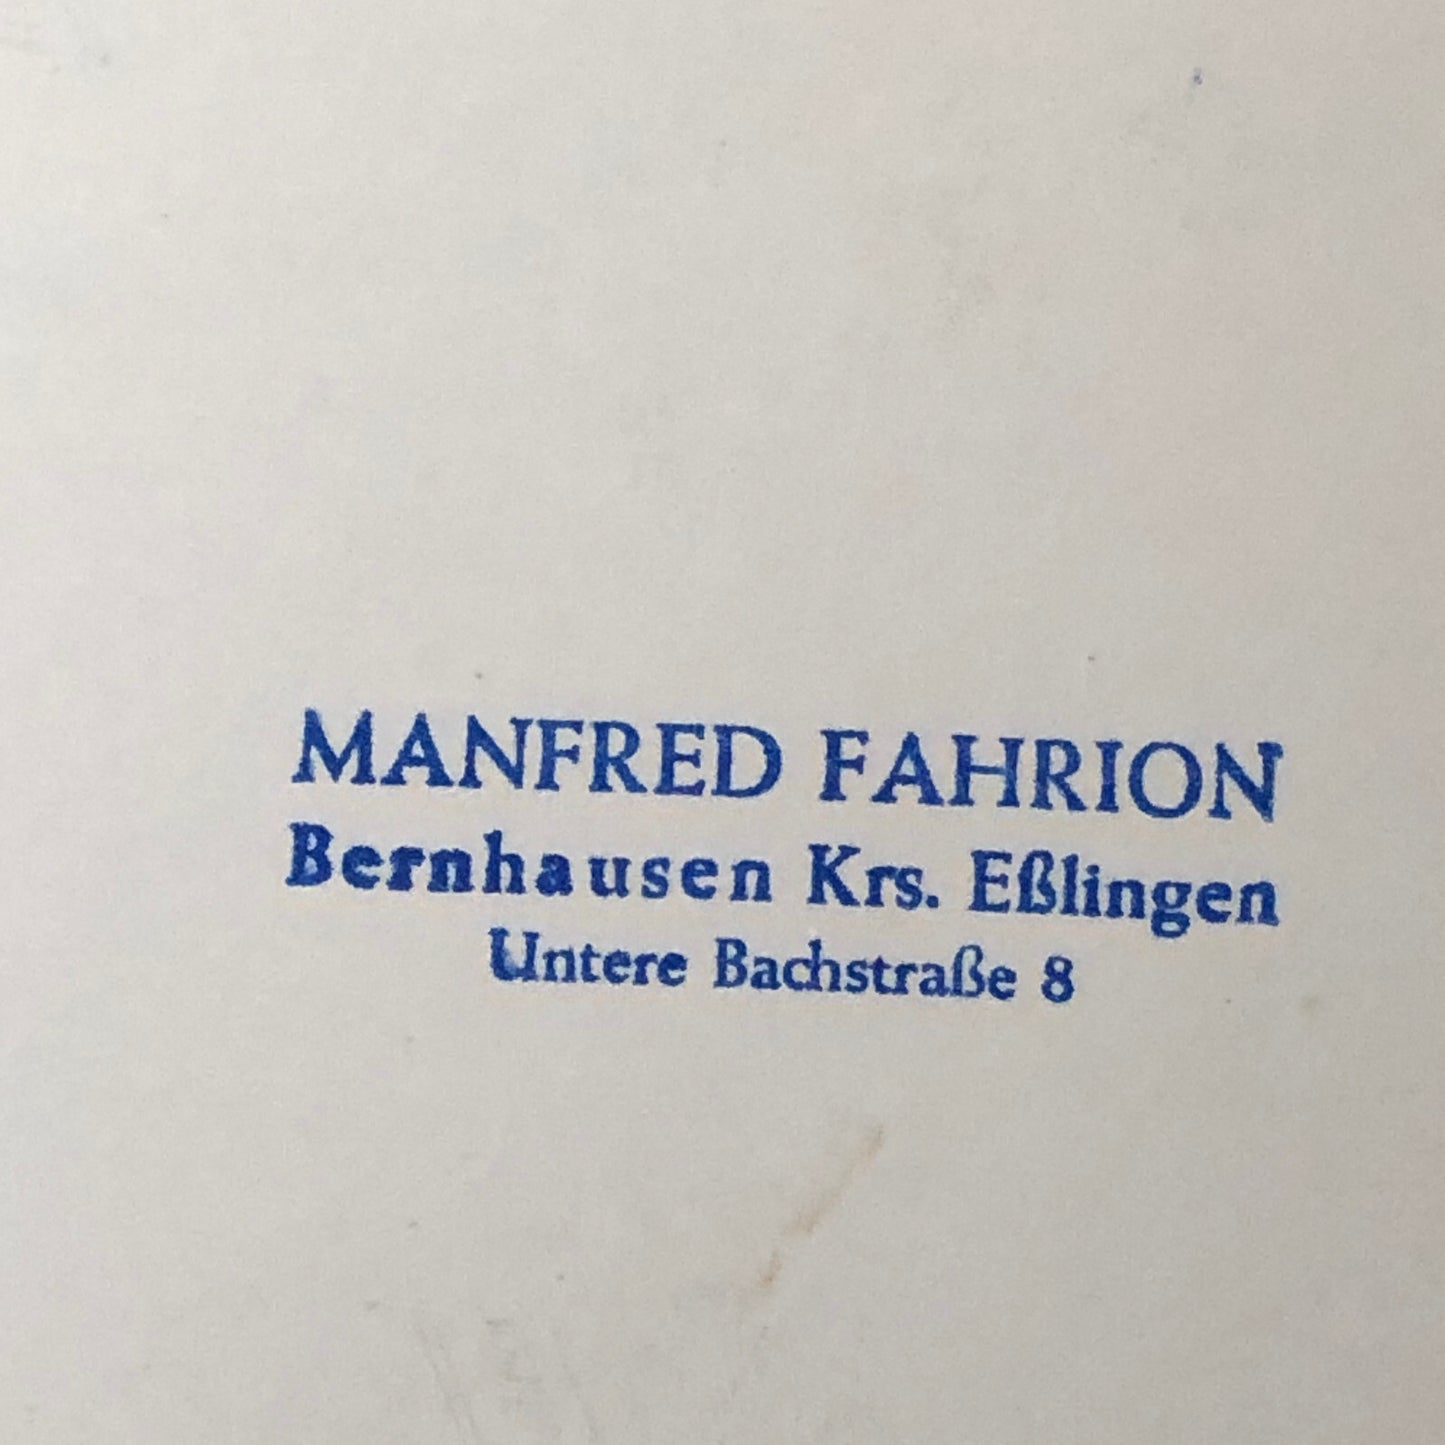 MANFRED FAHRION
Bernhausen Krs. Eßlingen
Untere Bachstraße 8